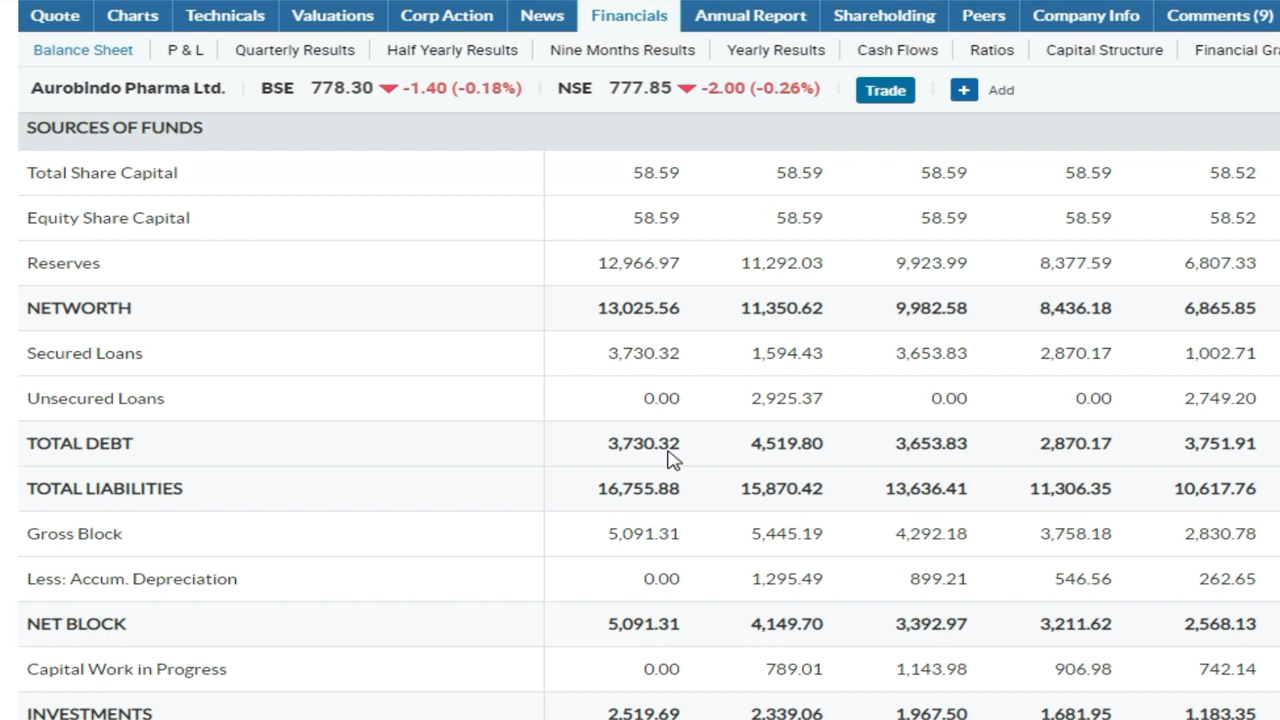 Quote Charts Technicals Valuations Corp Action News Financials Annual Report Shareholding Peers Company Info Comments (9)
Balance Sheet P & L Quarterly Results Half Yearly Results Nine Months Results Yearly Results Cash Flows Ratios Capital Structure Financial Gra
Aurobindo Pharma Ltd. BSE 778.30 -1.40 (-0.18%) NSE 777.85 -2.00 (-0.26%) Trade + Add
SOURCES OF FUNDS
Total Share Capital 58.59 58.59 58.59 58.59 58.52
Equity Share Capital 58.59 58.59 58.59 58.59 58.52
Reserves 12,966.97 11,292.03 9,923.99 8,377.59 6,807.33
NETWORTH 13,025.56 11,350.62 9,982.58 8,436.18 6,865.85
Secured Loans 3,730.32 1,594.43 3,653.83 2,870.17 1,002.71
Unsecured Loans 0.00 2,925.37 0.00 0.00 2,749.20
TOTAL DEBT 3,730.32 4,519.80 3,653.83 2,870.17 3,751.91
TOTAL LIABILITIES 16,755.88 15,870.42 13,636.41 11,306.35 10,617.76
Gross Block 5,091.31 5,445.19 4,292.18 3,758.18 2,830.78
Less: Accum. Depreciation 0.00 1,295.49 899.21 546.56 262.65
NET BLOCK 5,091.31 4,149.70 3,392.97 3,211.62 2,568.13
Capital Work in Progress 0.00 789.01 1,143.98 906.98 742.14
INVESTMENTS 2,519.69 2,339.06 1,967.50 1,681.95 1,183.35